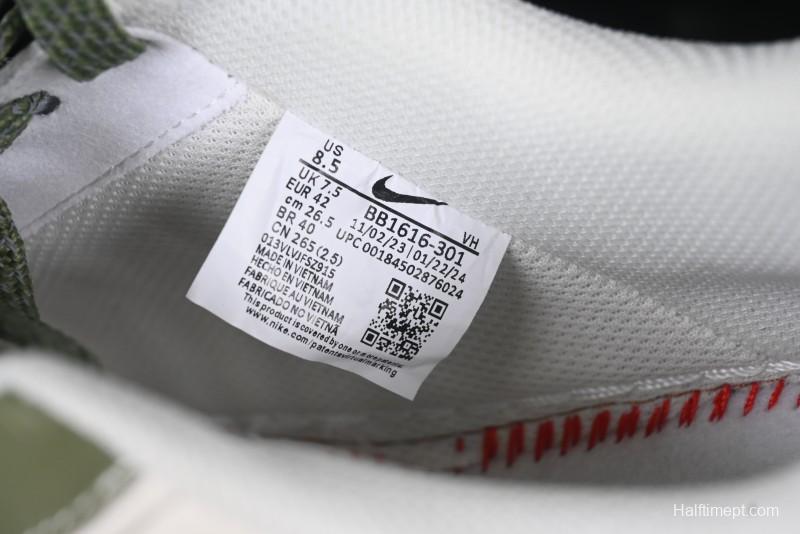 US
8.5
UK 7.5
EUR 42
cm 26.5
BR 40
CN 265 (2.5)
013VLVJFSZ915
MADE IN VIETNAM
HECHO EN VIETNAM
FABRIQUE AU VIETNAM
FABRICADO NO VIETNÃ
This product is covered by one or more patents
www.nike.com/patentsvirtualmarking
VH
BB1616-301
11/02/23 | 01/22/24
UPC 00184502876024
Halftimept.com